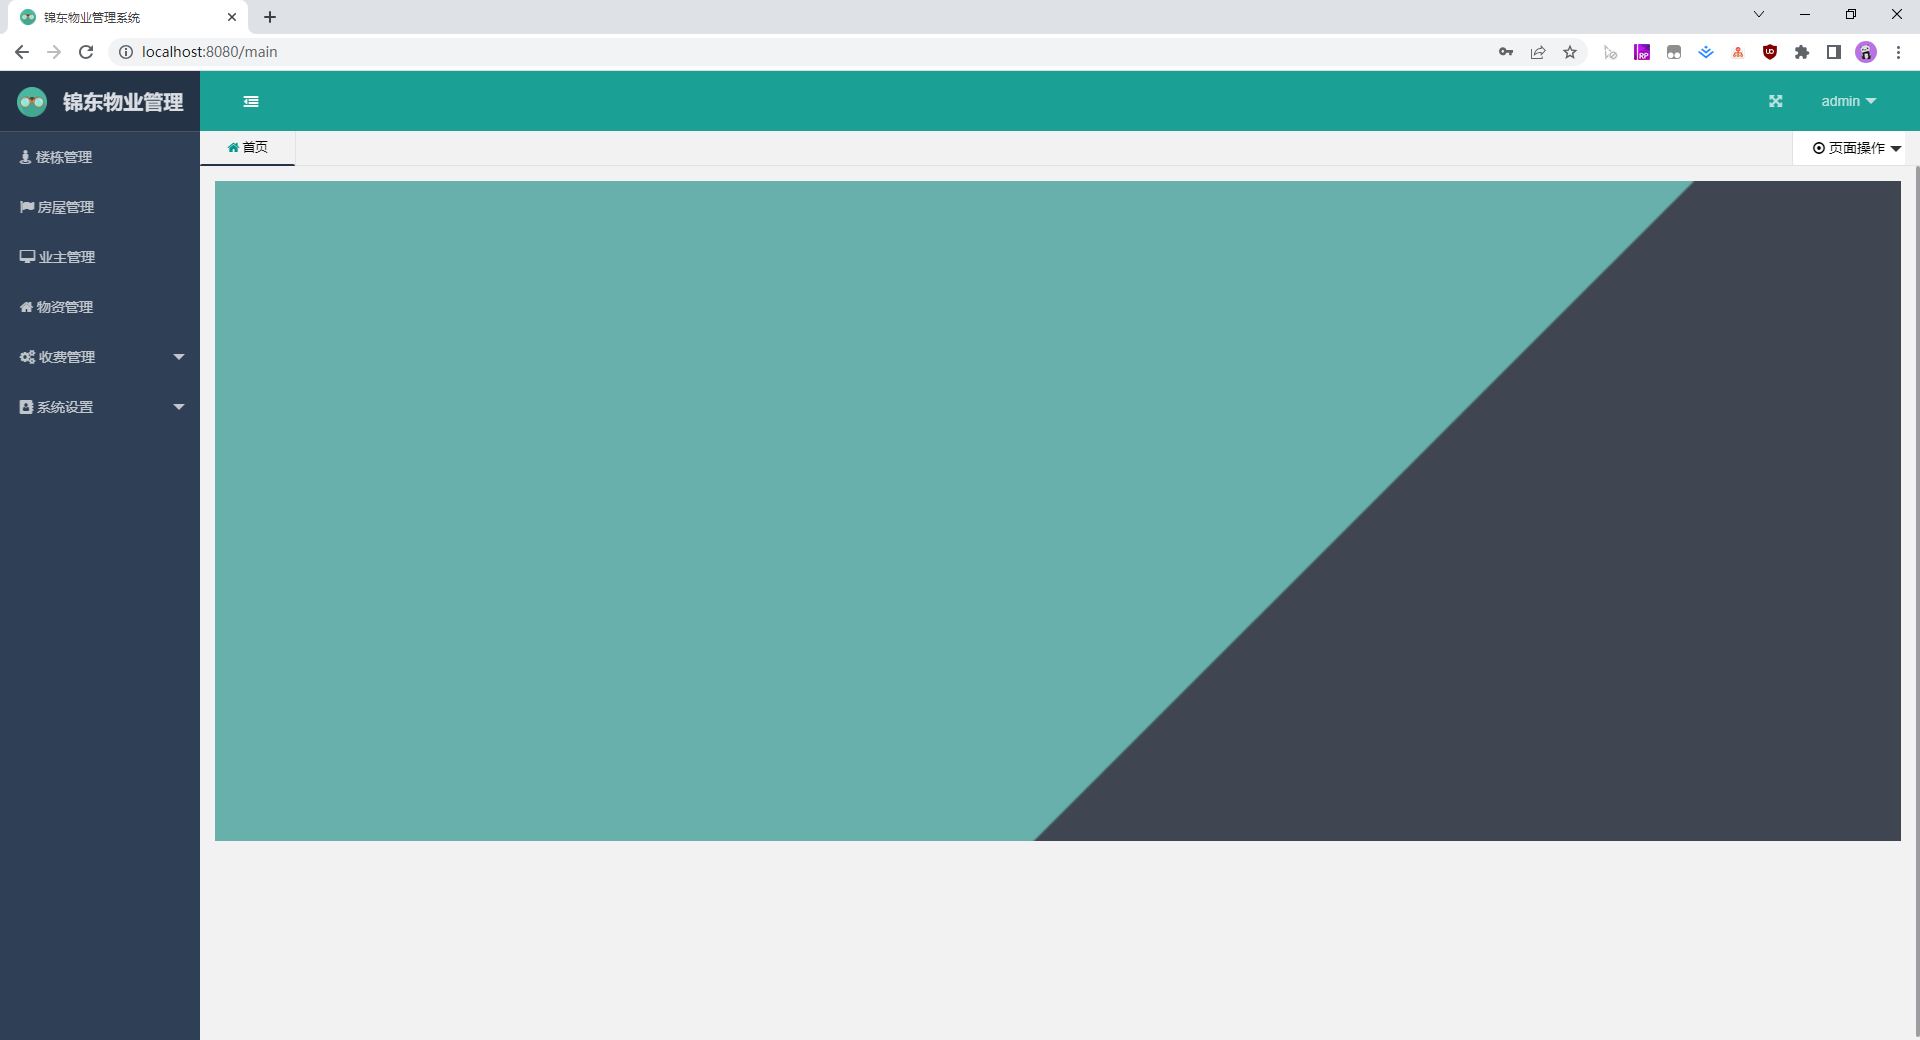 锦东物业管理系统
localhost:8080/main
锦东物业管理
admin
首页
页面操作
楼栋管理
房屋管理
业主管理
物资管理
收费管理
系统设置